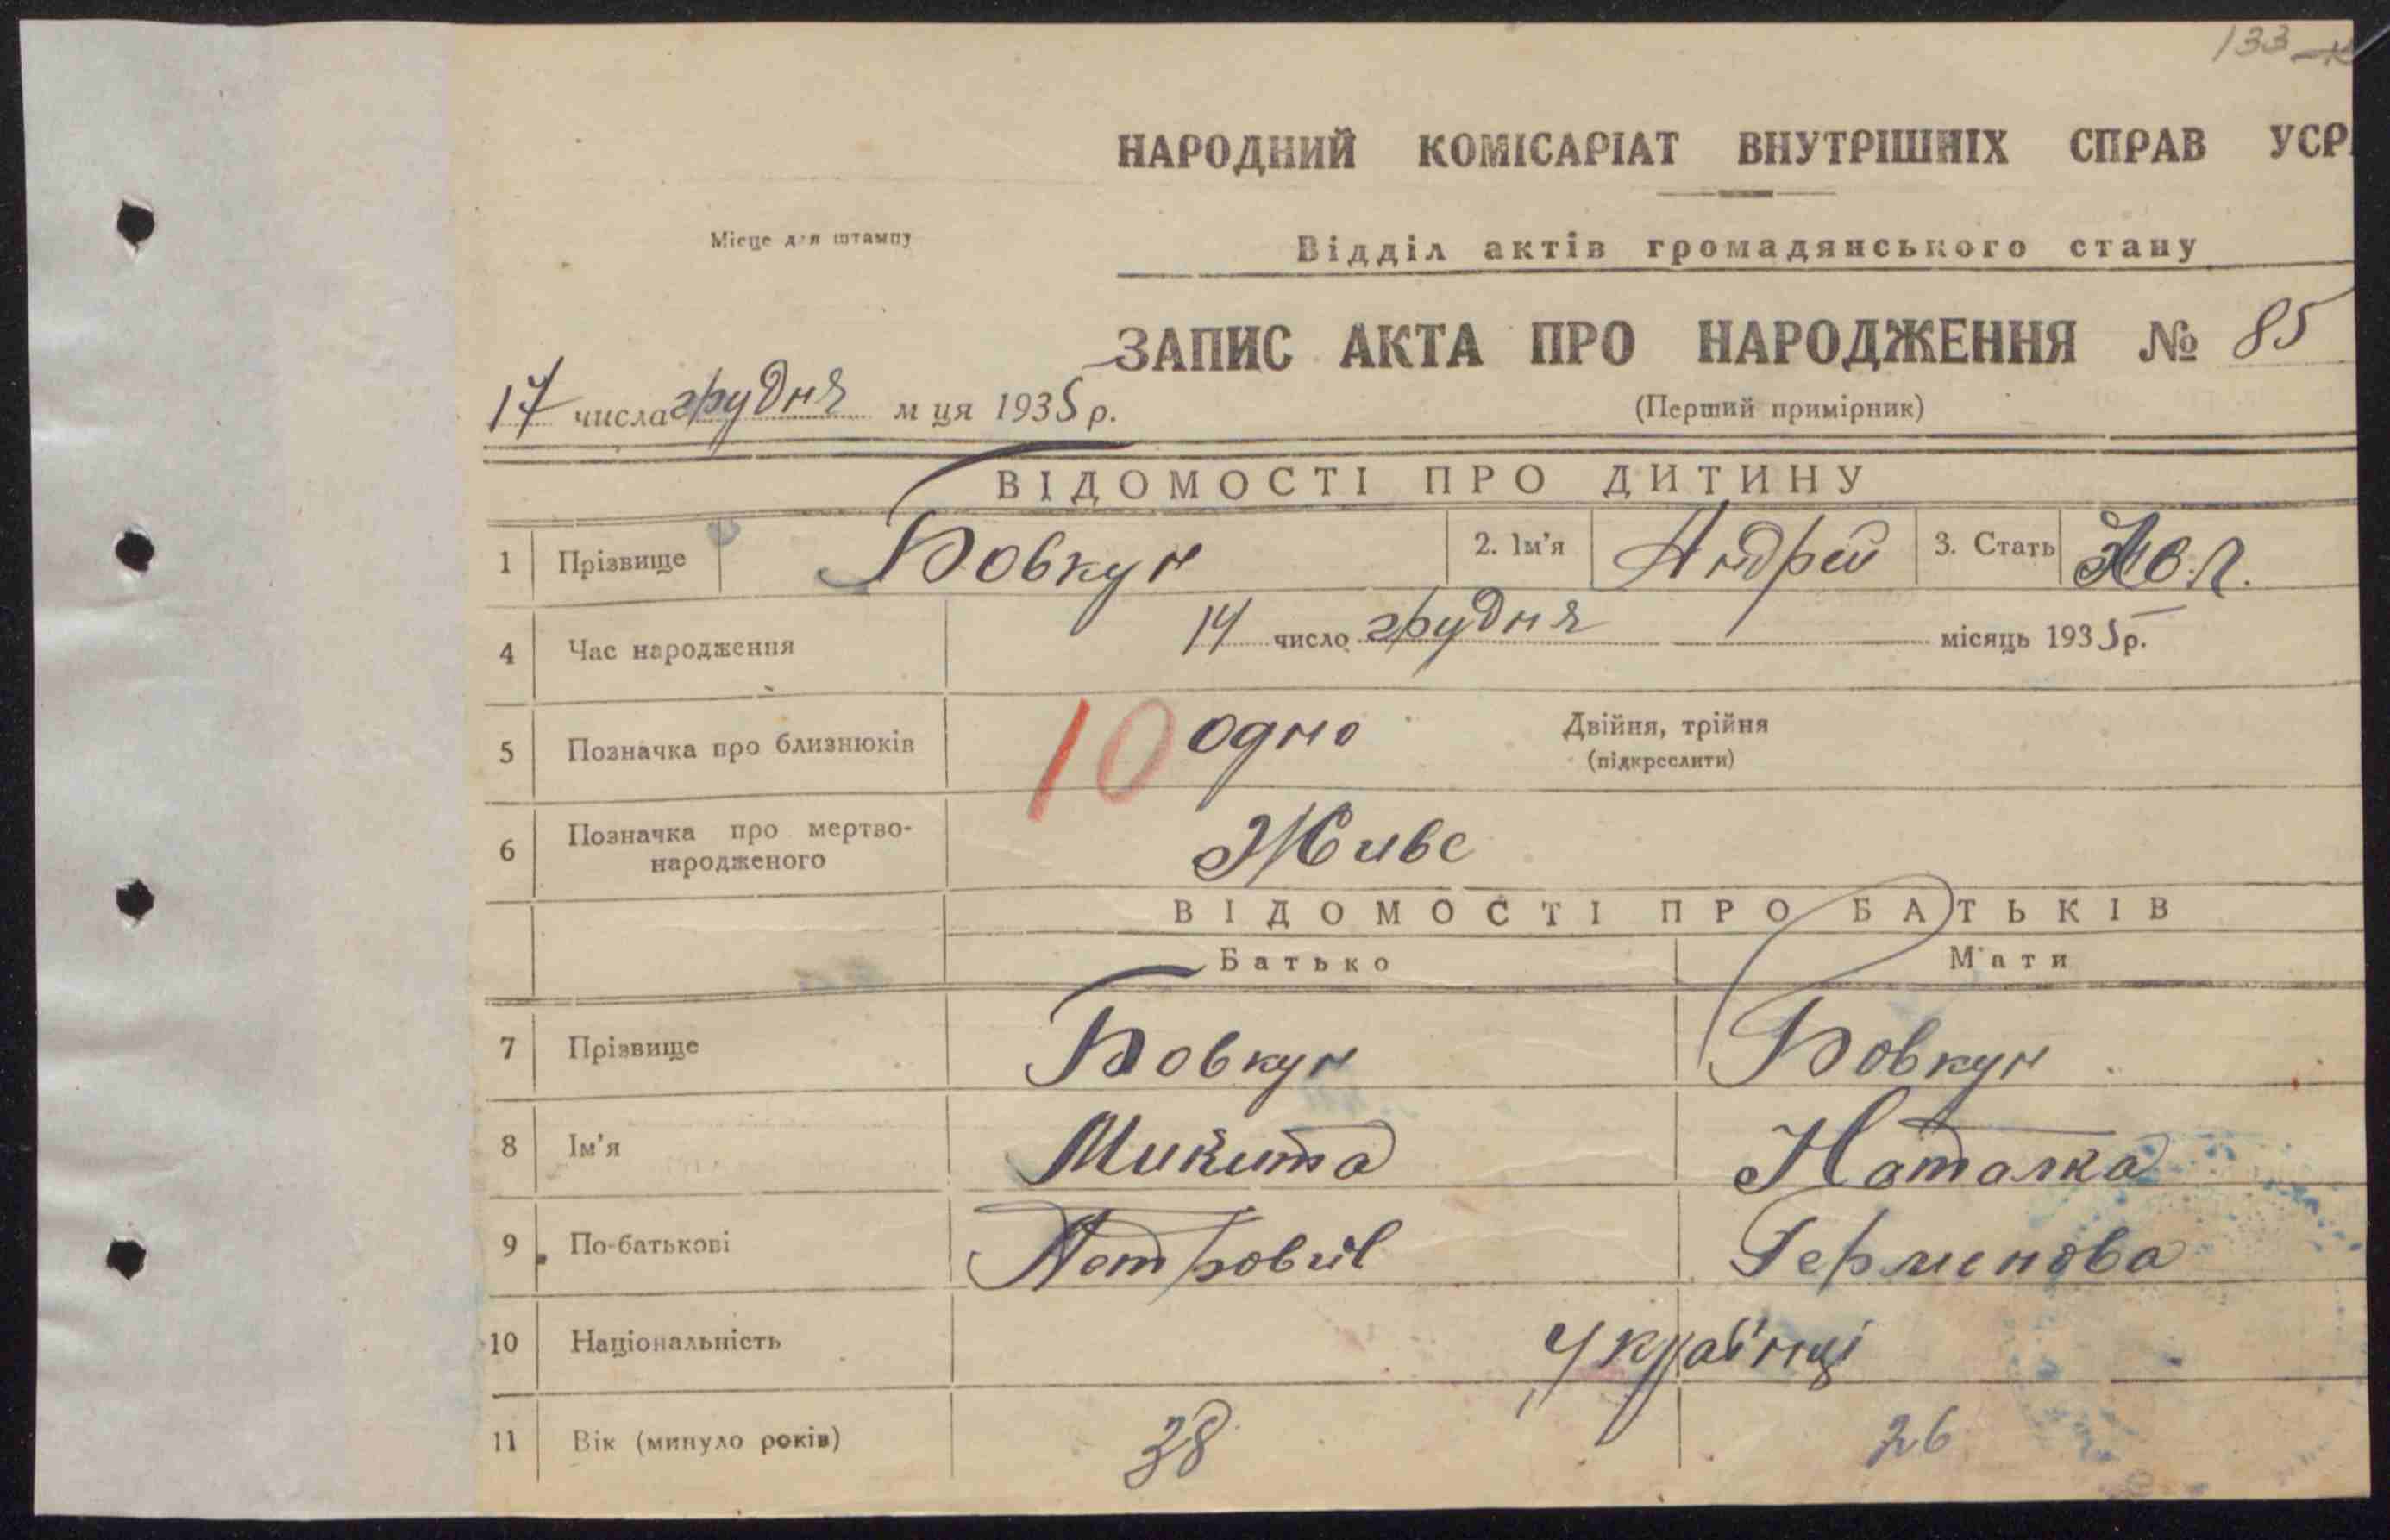 133
НАРОДНИЙ КОМІСАРІАТ ВНУТРІШНІХ СПРАВ УСР
Місце для штампу
Відділ актів громадянського стану
ЗАПИС АКТА ПРО НАРОДЖЕННЯ № 85
17 числа грудня м ця 1935 р.
(Перший примірник)
ВІДОМОСТІ ПРО ДИТИНУ
1 Прізвище Бовкун 2. Ім'я Андрей 3. Стать
4 Час народження 14 число грудня місяць 1935 р.
5 Позначка про близнюків 10 одно Двійня, трійня
(підкреслити)
6 Позначка про мертво-
народженого Живе
ВІДОМОСТІ ПРО БАТЬКІВ
Батько Мати
7 Прізвище Бовкун Бовкун
8 Ім'я Микита Наталка
9 По-батькові Петрович Герминова
10 Національність Украінці
11 Вік (минуло років) 38 26